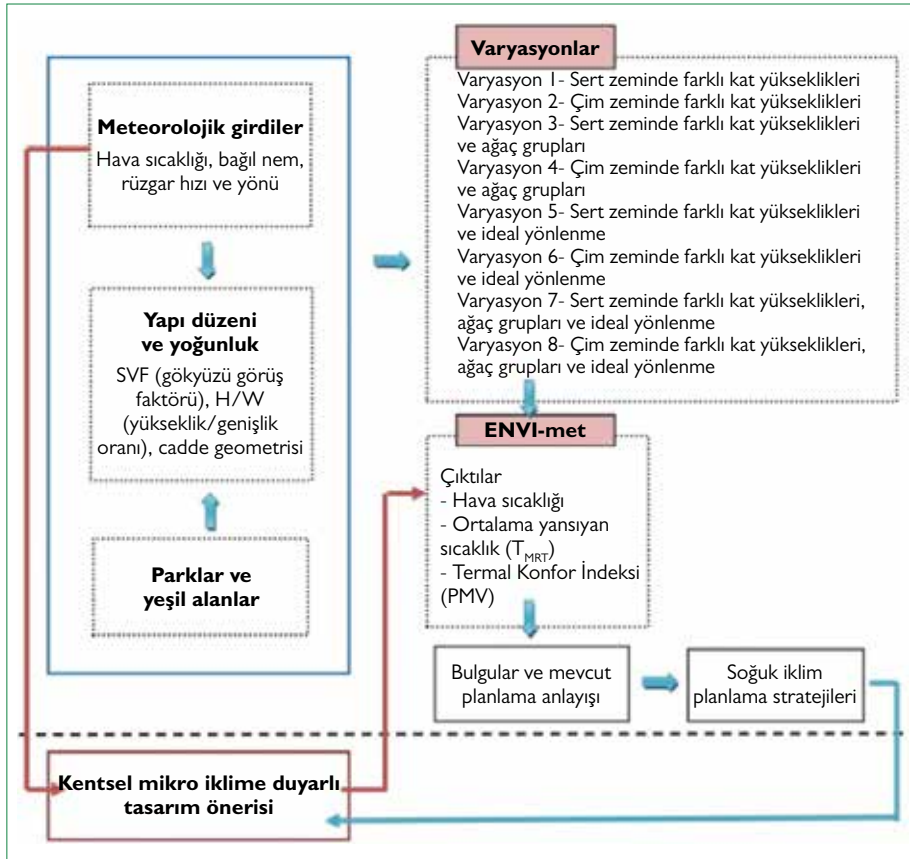 Meteorolojik girdiler
Hava sıcaklığı, bağıl nem,
rüzgar hızı ve yönü
Yapı düzeni
ve yoğunluk
SVF (gökyüzü görüş
faktörü), H/W
(yükseklik/genişlik
oranı), cadde geometrisi
Parklar ve
yeşil alanlar
Varyasyonlar
Varyasyon 1- Sert zeminde farklı kat yükseklikleri
Varyasyon 2- Çim zeminde farklı kat yükseklikleri
Varyasyon 3- Sert zeminde farklı kat yükseklikleri
ve ağaç grupları
Varyasyon 4- Çim zeminde farklı kat yükseklikleri
ve ağaç grupları
Varyasyon 5- Sert zeminde farklı kat yükseklikleri
ve ideal yönlenme
Varyasyon 6- Çim zeminde farklı kat yükseklikleri
ve ideal yönlenme
Varyasyon 7- Sert zeminde farklı kat yükseklikleri,
ağaç grupları ve ideal yönlenme
Varyasyon 8- Çim zeminde farklı kat yükseklikleri,
ağaç grupları ve ideal yönlenme
ENVI-met
Çıktılar
- Hava sıcaklığı
- Ortalama yansıyan
sıcaklık (TMRT)
- Termal Konfor İndeksi
(PMV)
Bulgular ve mevcut
planlama anlayışı
Soğuk iklim
planlama stratejileri
Kentsel mikro iklime duyarlı
tasarım önerisi